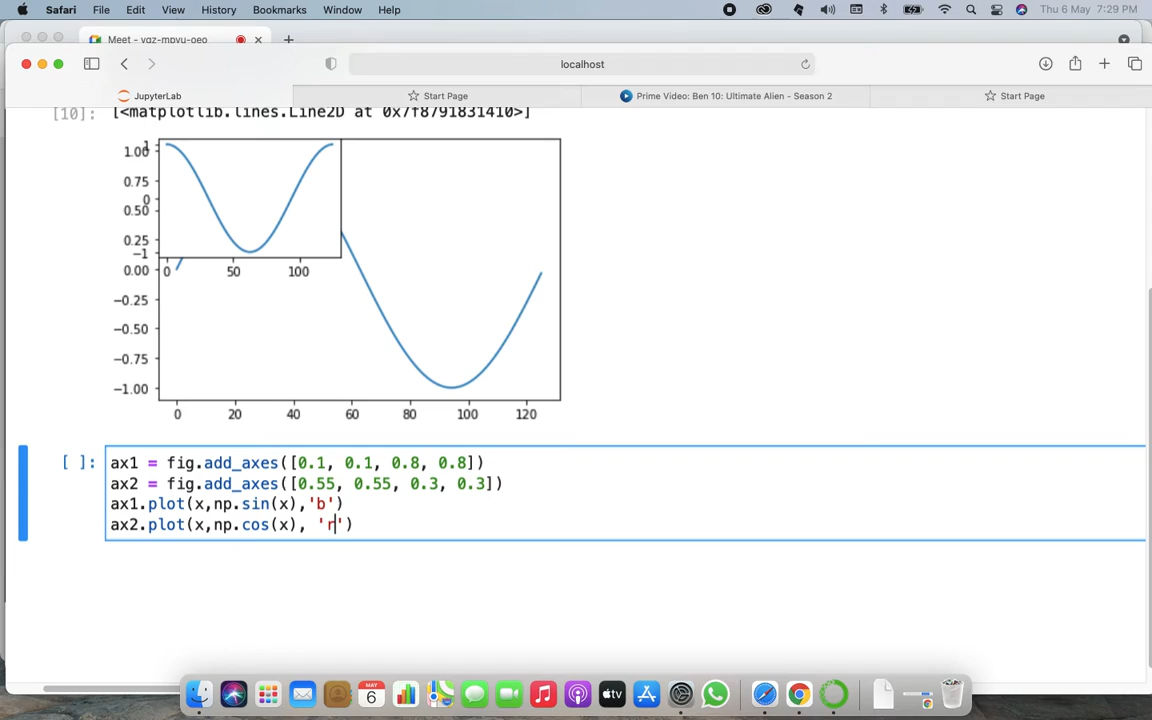 Safari File Edit View History Bookmarks Window Help Thu 6 May 7:29 PM
Meet - vgz-mpvu-oeo
localhost
JupyterLab Start Page Prime Video: Ben 10: Ultimate Alien - Season 2 Start Page
[10]: [<matplotlib.lines.Line2D at 0x7f8791831410>]
1.00 1
0.75
0
0.50
0.25
−1
0.00 0 50 100
−0.25
−0.50
−0.75
−1.00
0 20 40 60 80 100 120
[ ]: ax1 = fig.add_axes([0.1, 0.1, 0.8, 0.8])
ax2 = fig.add_axes([0.55, 0.55, 0.3, 0.3])
ax1.plot(x,np.sin(x),'b')
ax2.plot(x,np.cos(x), 'r')
MAY
6
tv